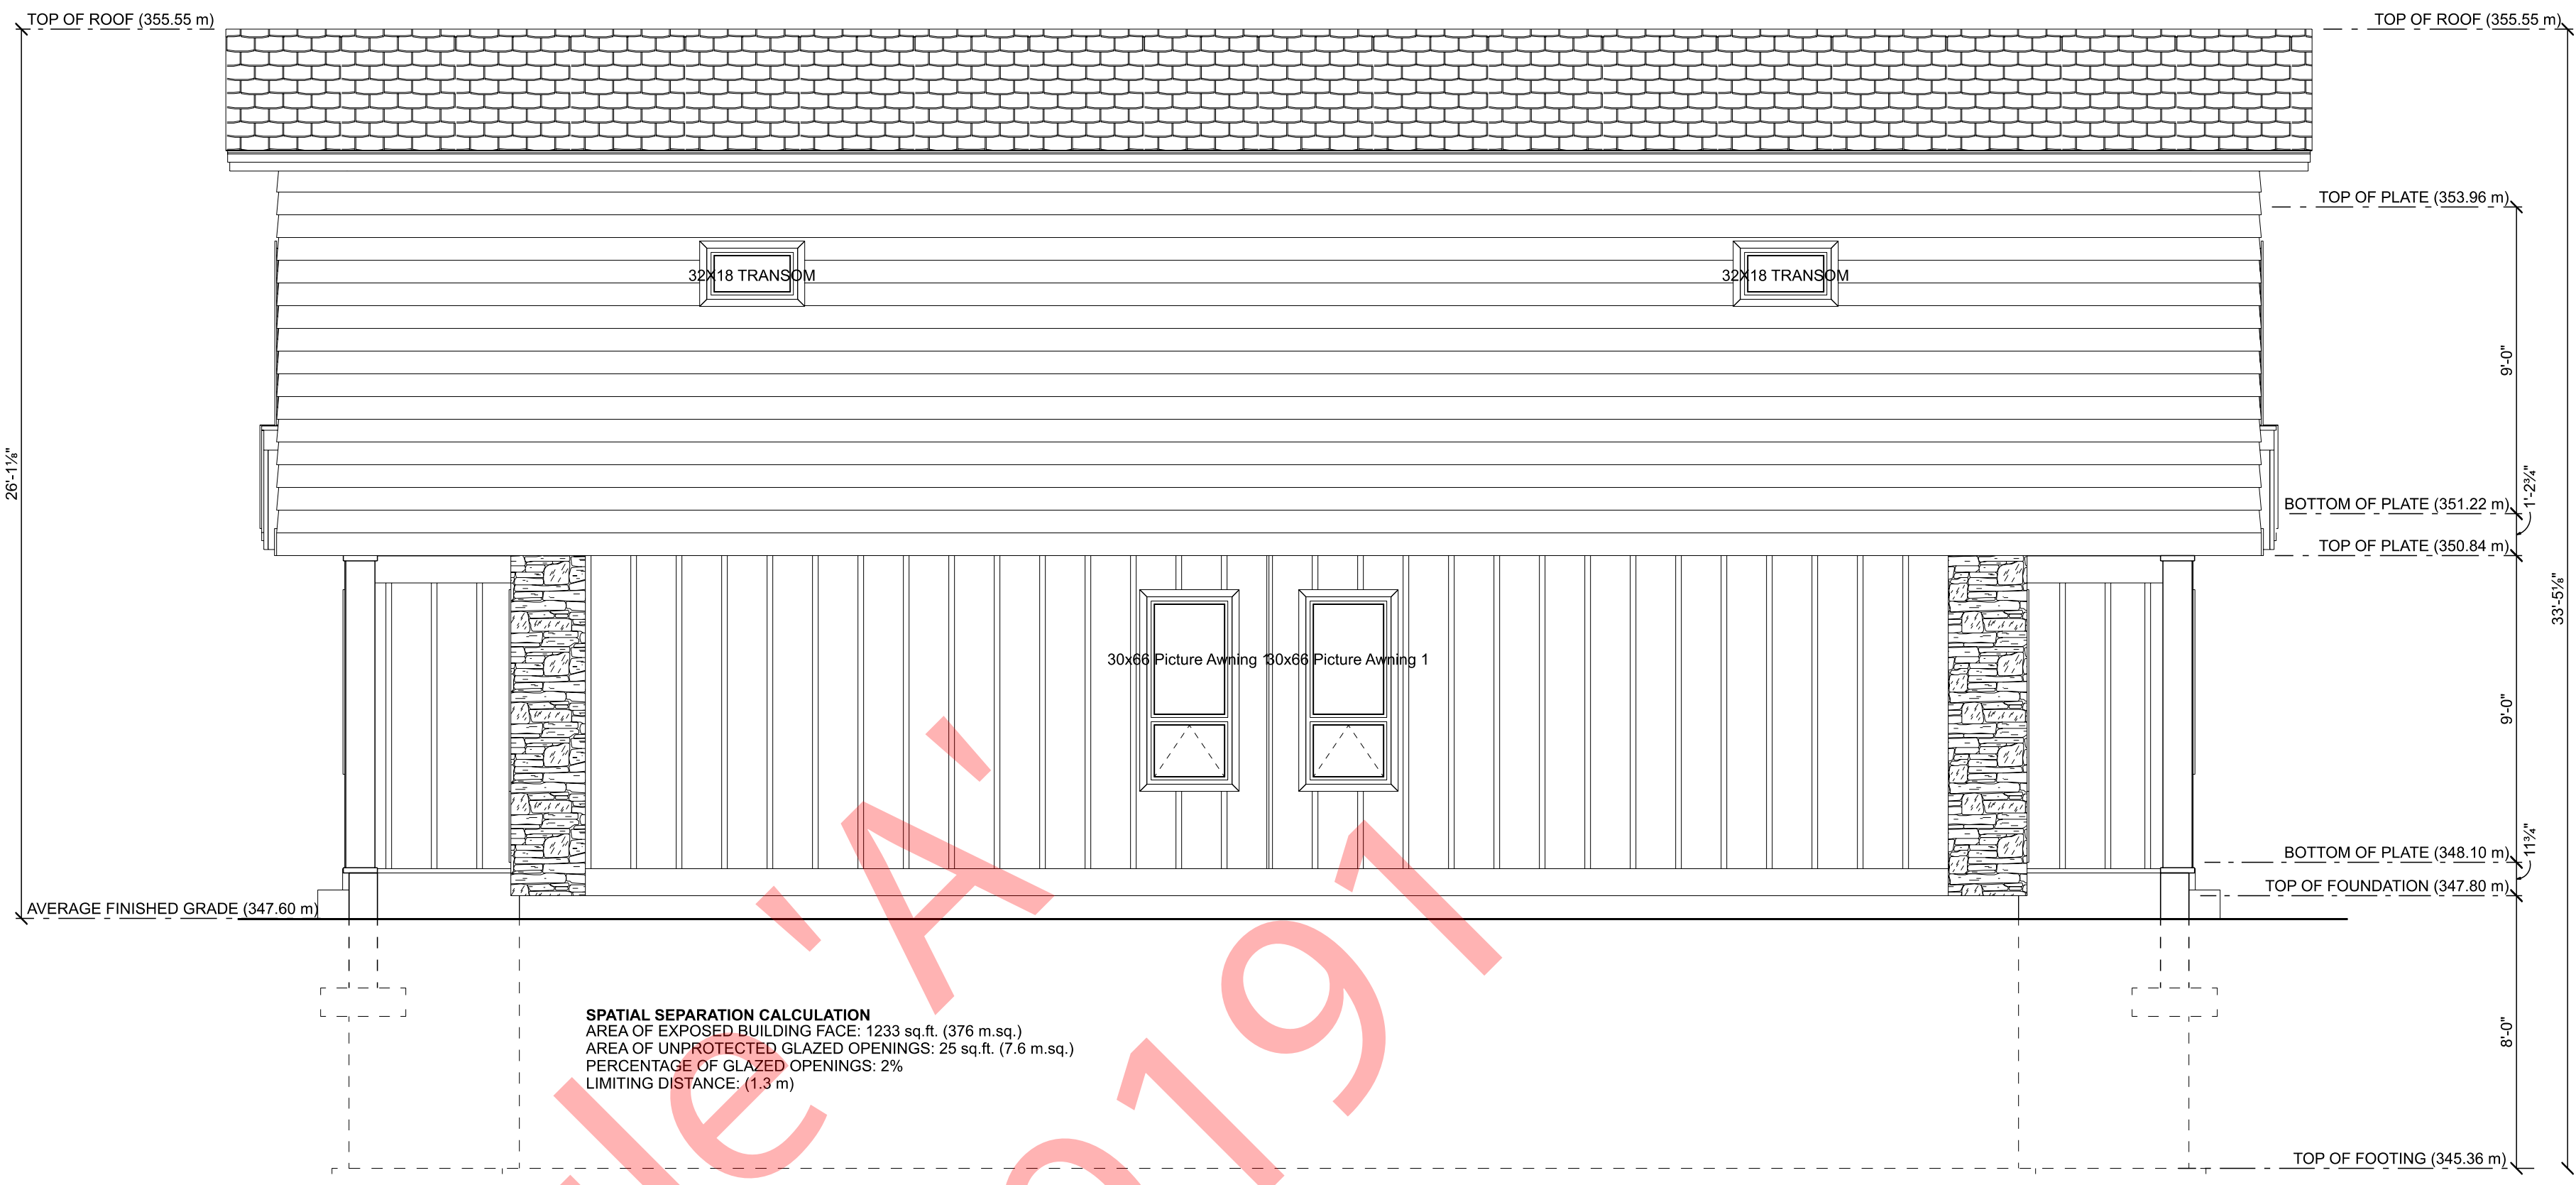 TOP OF ROOF (355.55 m)
TOP OF ROOF (355.55 m)
TOP OF PLATE (353.96 m)
32X18 TRANSOM
32X18 TRANSOM
9'-0"
26'-1⅛"
1'-2¾"
BOTTOM OF PLATE (351.22 m)
TOP OF PLATE (350.84 m)
33'-5⅛"
30x66 Picture Awning 1
30x66 Picture Awning 1
9'-0"
11¾"
BOTTOM OF PLATE (348.10 m)
TOP OF FOUNDATION (347.80 m)
AVERAGE FINISHED GRADE (347.60 m)
SPATIAL SEPARATION CALCULATION
AREA OF EXPOSED BUILDING FACE: 1233 sq.ft. (376 m.sq.)
AREA OF UNPROTECTED GLAZED OPENINGS: 25 sq.ft. (7.6 m.sq.)
PERCENTAGE OF GLAZED OPENINGS: 2%
LIMITING DISTANCE: (1.3 m)
8'-0"
TOP OF FOOTING (345.36 m)
le 'A'
0191